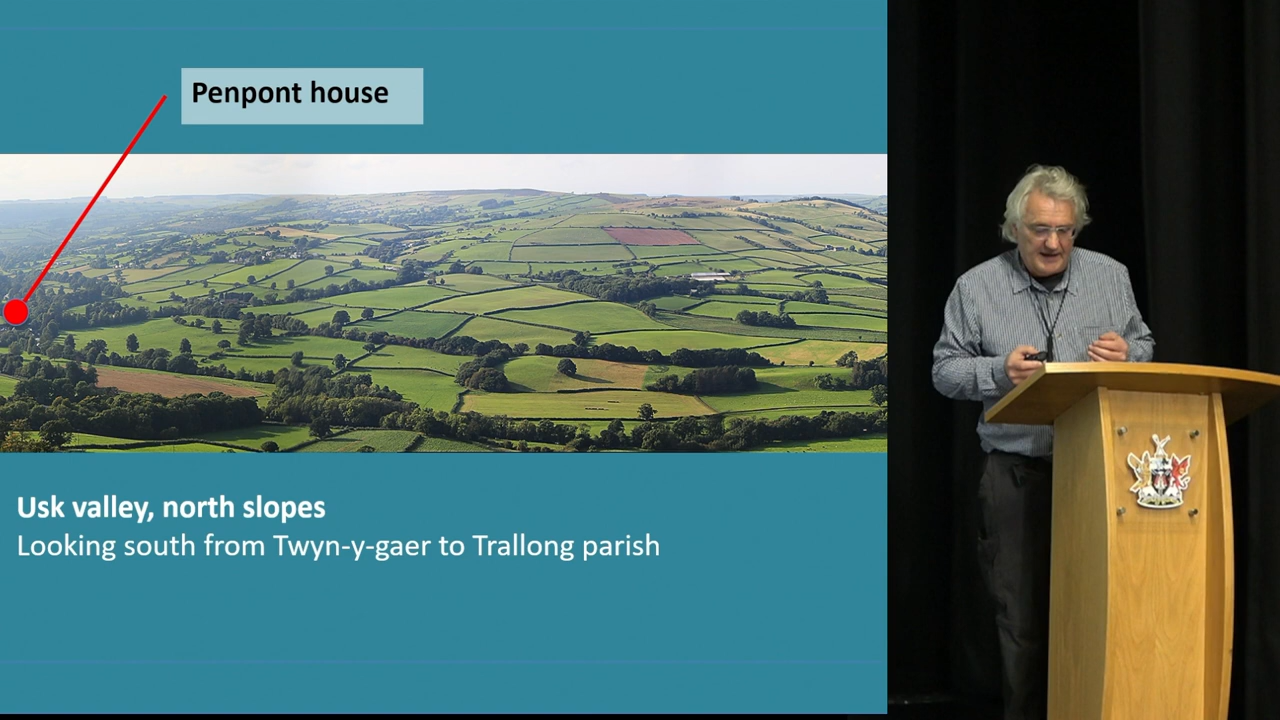 Penpont house
Usk valley, north slopes
Looking south from Twyn-y-gaer to Trallong parish